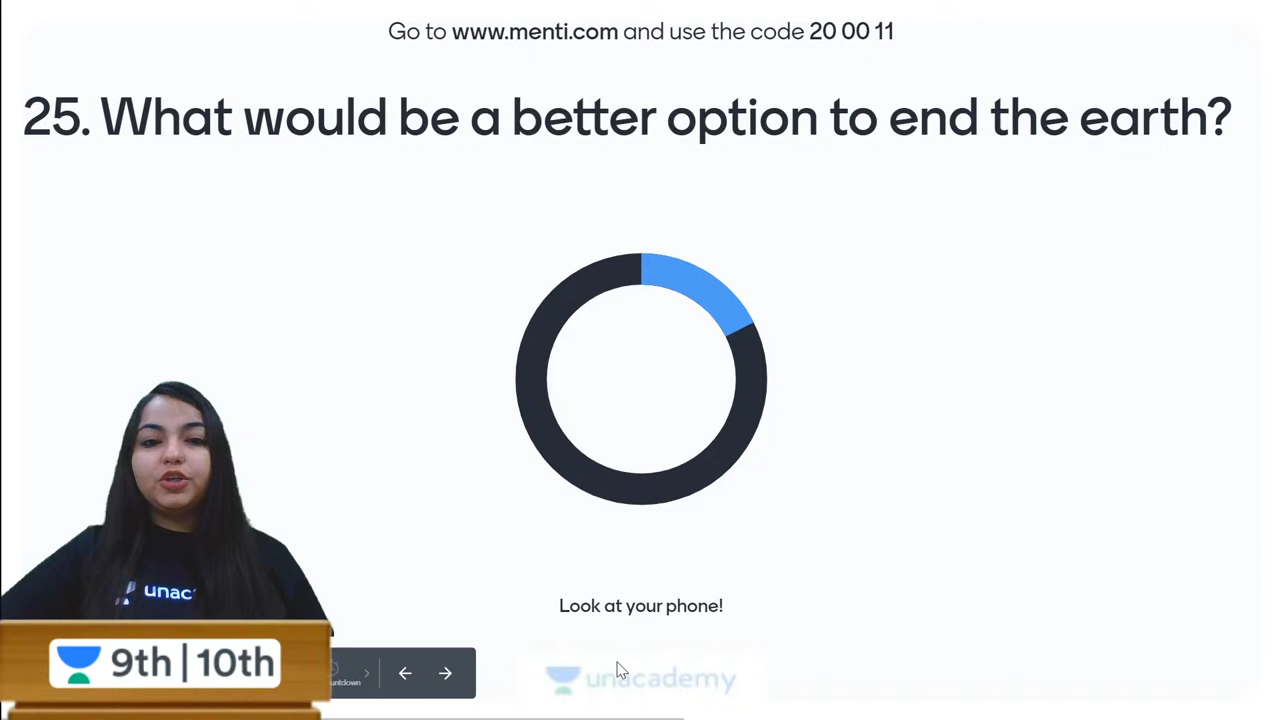 Go to www.menti.com and use the code 20 00 11
25. What would be a better option to end the earth?
Look at your phone!
unac
9th | 10th
untdown
unacademy